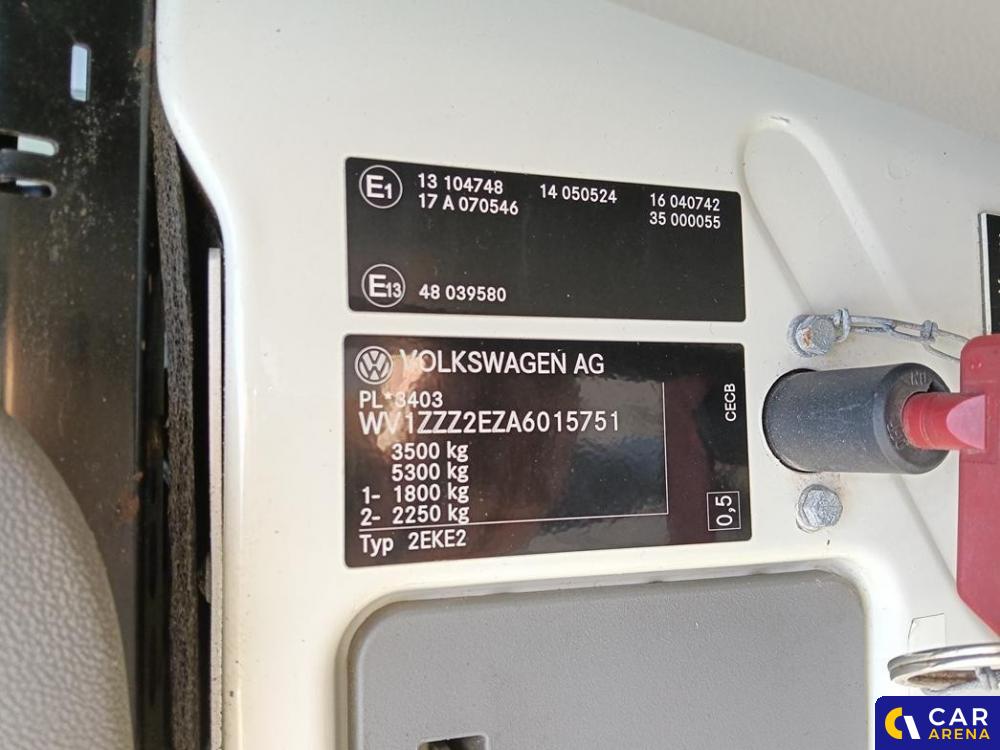 E1 13 104748 14 050524 16 040742
17 A 070546 35 000055
E13 48 039580
VOLKSWAGEN AG
PL*3403
WV1ZZZ2EZA6015751
3500 kg
5300 kg
1- 1800 kg
2- 2250 kg
Typ 2EKE2
CECB
0,5
CAR
ARENA